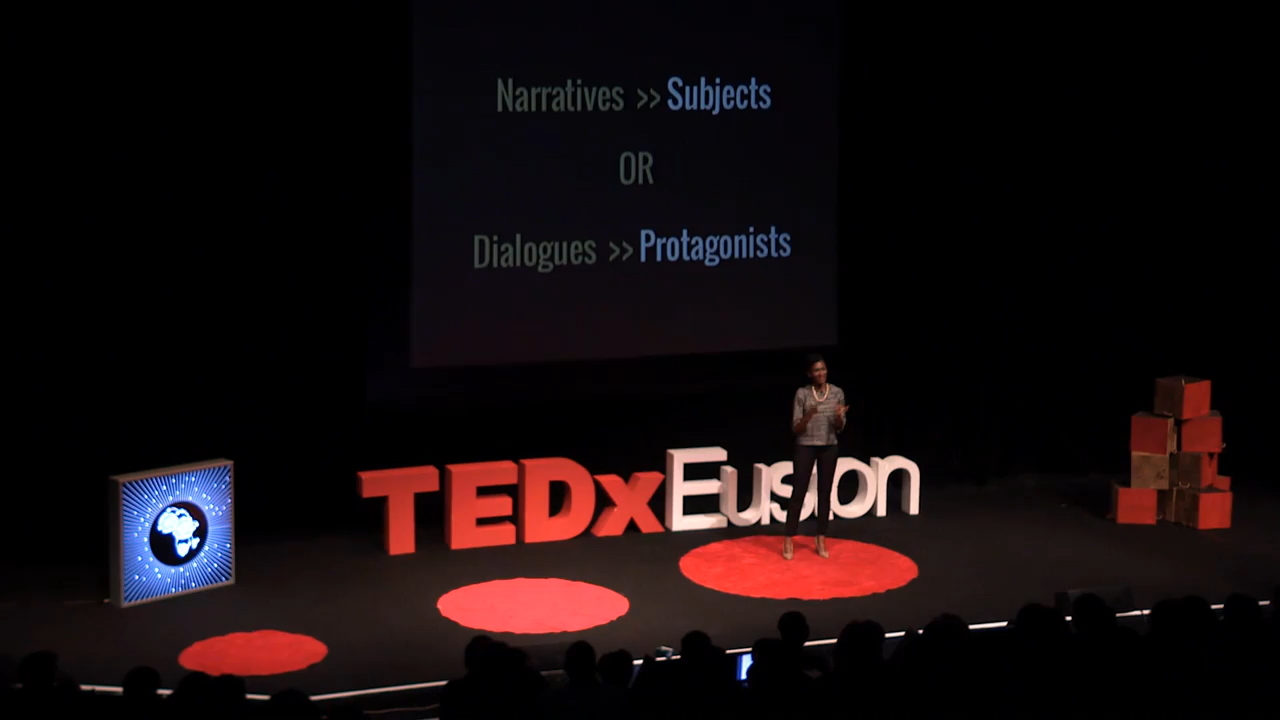 Narratives >> Subjects
OR
Dialogues >> Protagonists
TEDxEuston